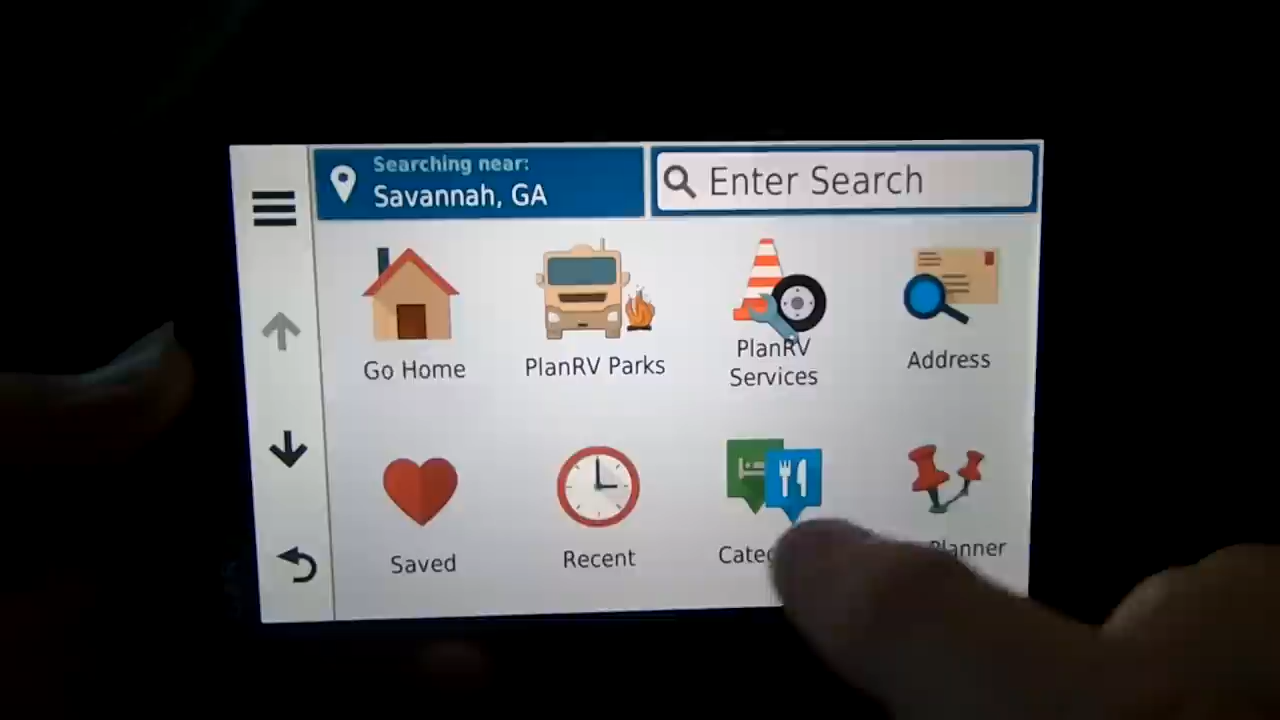 Searching near:
Savannah, GA
Enter Search
Go Home
PlanRV Parks
PlanRV
Services
Address
Saved
Recent
Planner